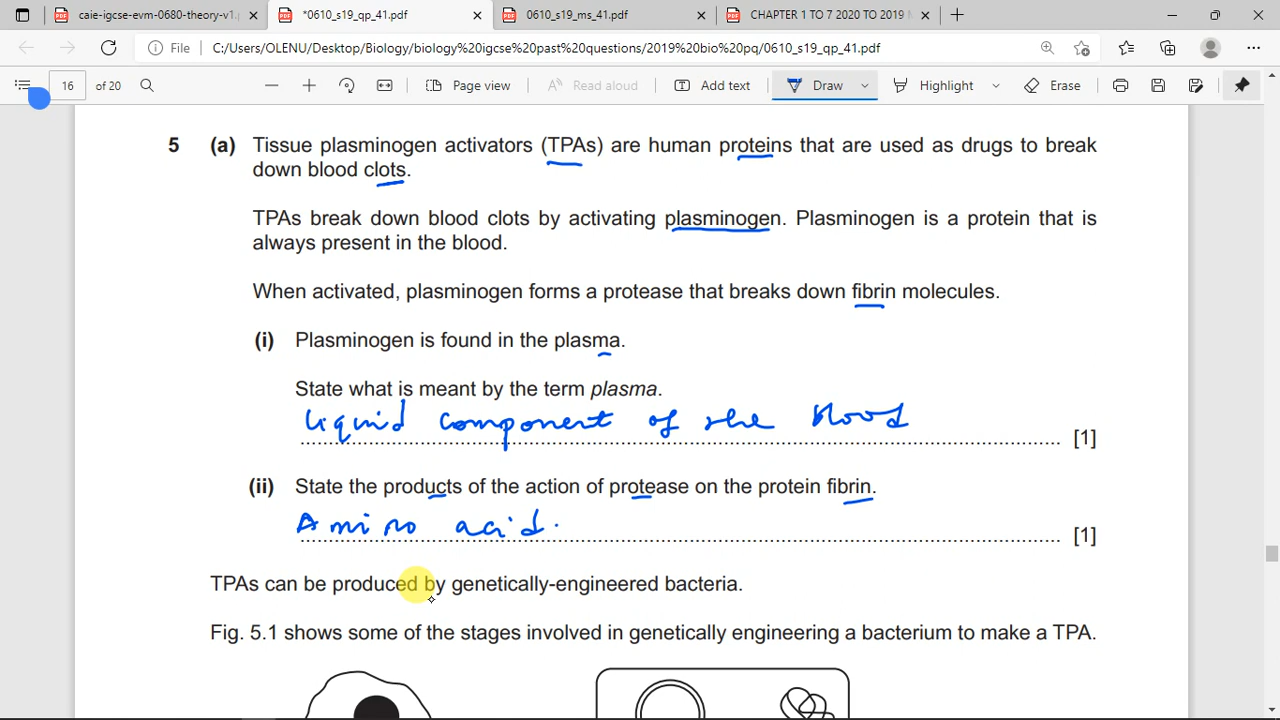 caie-igcse-evm-0680-theory-v1.p
*0610_s19_qp_41.pdf
0610_s19_ms_41.pdf
CHAPTER 1 TO 7 2020 TO 2019
File C:/Users/OLENU/Desktop/Biology/biology%20igcse%20past%20questions/2019%20bio%20pq/0610_s19_qp_41.pdf
16 of 20 Page view Read aloud Add text Draw Highlight Erase
5 (a) Tissue plasminogen activators (TPAs) are human proteins that are used as drugs to break
down blood clots.
TPAs break down blood clots by activating plasminogen. Plasminogen is a protein that is
always present in the blood.
When activated, plasminogen forms a protease that breaks down fibrin molecules.
(i) Plasminogen is found in the plasma.
State what is meant by the term plasma.
liquid component of the blood
[1]
(ii) State the products of the action of protease on the protein fibrin.
Amino acid.
[1]
TPAs can be produced by genetically-engineered bacteria.
Fig. 5.1 shows some of the stages involved in genetically engineering a bacterium to make a TPA.